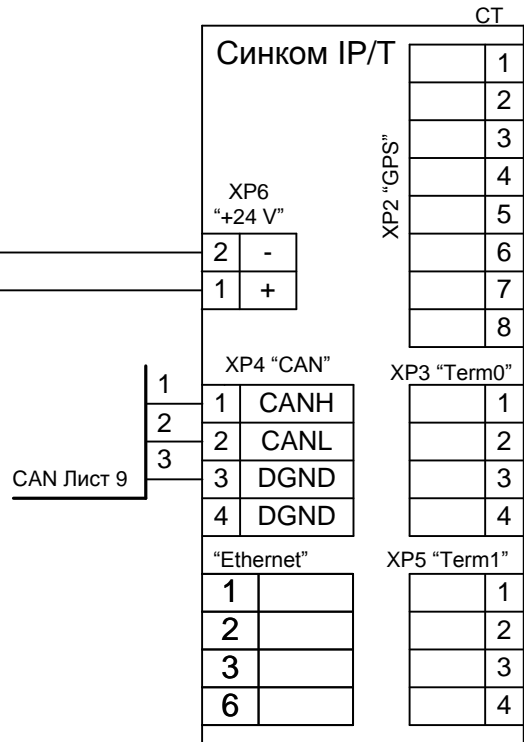 СТ
Синком IP/T
XP6
“+24 V”
2 -
1 +
XP2 “GPS”
1
2
3
4
5
6
7
8
XP4 “CAN”
1 CANH
2 CANL
3 DGND
4 DGND
1
2
3
CAN Лист 9
XP3 “Term0”
1
2
3
4
“Ethernet”
1
2
3
6
XP5 “Term1”
1
2
3
4